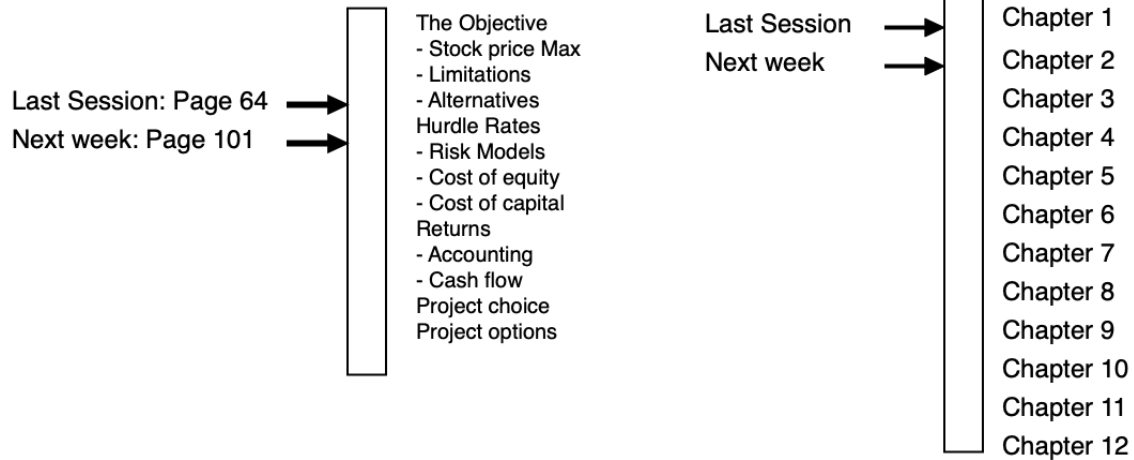 Last Session: Page 64
Next week: Page 101
The Objective
- Stock price Max
- Limitations
- Alternatives
Hurdle Rates
- Risk Models
- Cost of equity
- Cost of capital
Returns
- Accounting
- Cash flow
Project choice
Project options
Last Session
Next week
Chapter 1
Chapter 2
Chapter 3
Chapter 4
Chapter 5
Chapter 6
Chapter 7
Chapter 8
Chapter 9
Chapter 10
Chapter 11
Chapter 12